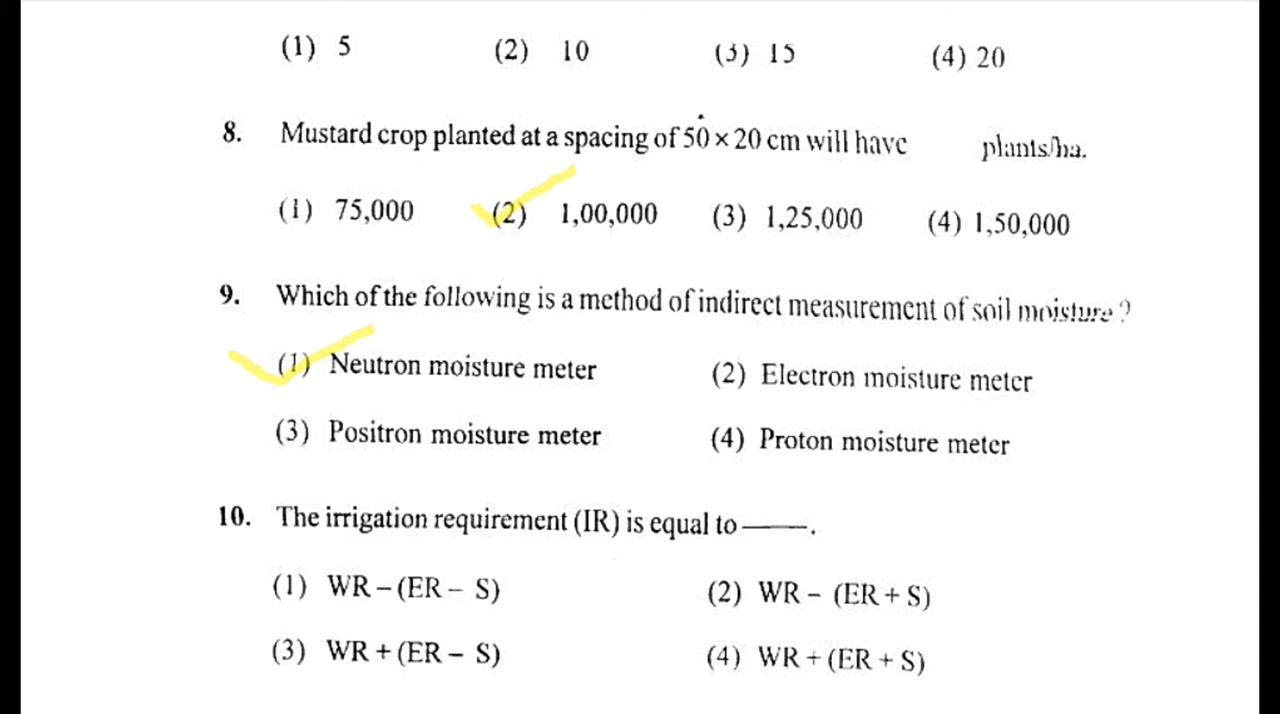 (1) 5 (2) 10 (3) 15 (4) 20
8. Mustard crop planted at a spacing of 50 × 20 cm will have plants/ha.
(1) 75,000 (2) 1,00,000 (3) 1,25,000 (4) 1,50,000
9. Which of the following is a method of indirect measurement of soil moisture ?
(1) Neutron moisture meter (2) Electron moisture meter
(3) Positron moisture meter (4) Proton moisture meter
10. The irrigation requirement (IR) is equal to ——.
(1) WR – (ER – S) (2) WR – (ER + S)
(3) WR + (ER – S) (4) WR + (ER + S)